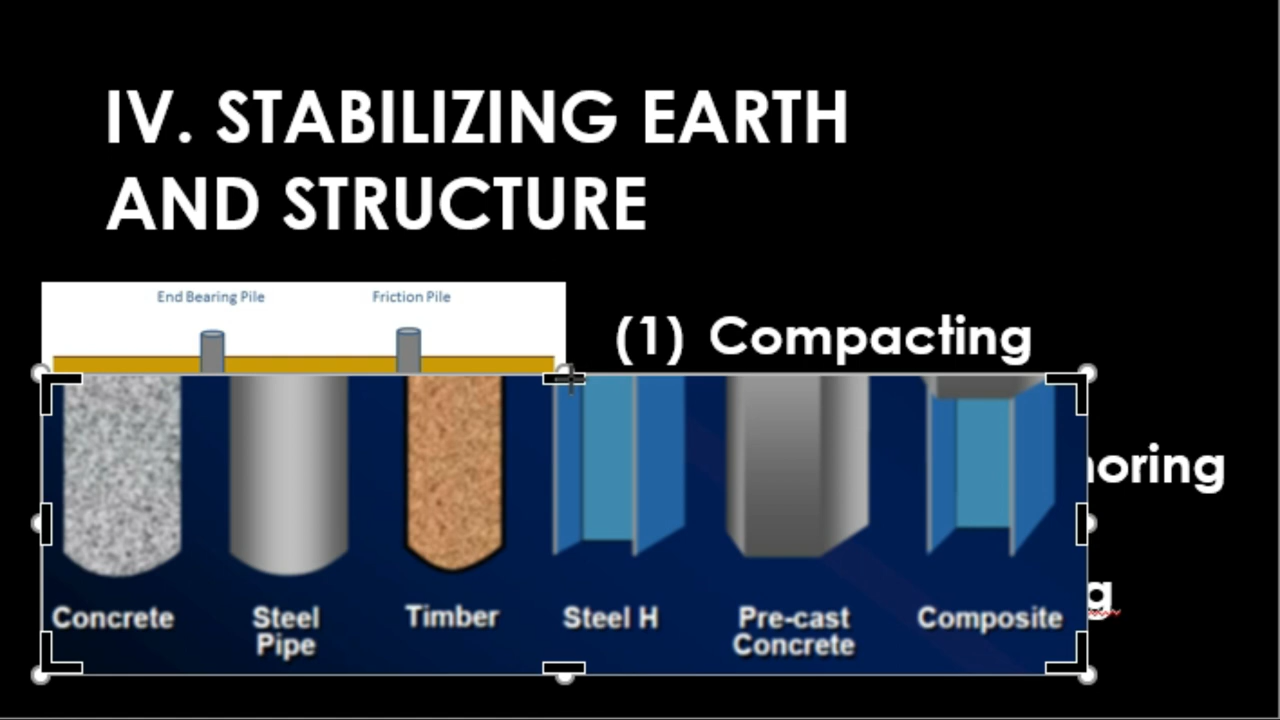 IV. STABILIZING EARTH
AND STRUCTURE
End Bearing Pile
Friction Pile
(1) Compacting
Concrete
Steel
Pipe
Timber
Steel H
Pre-cast
Concrete
Composite